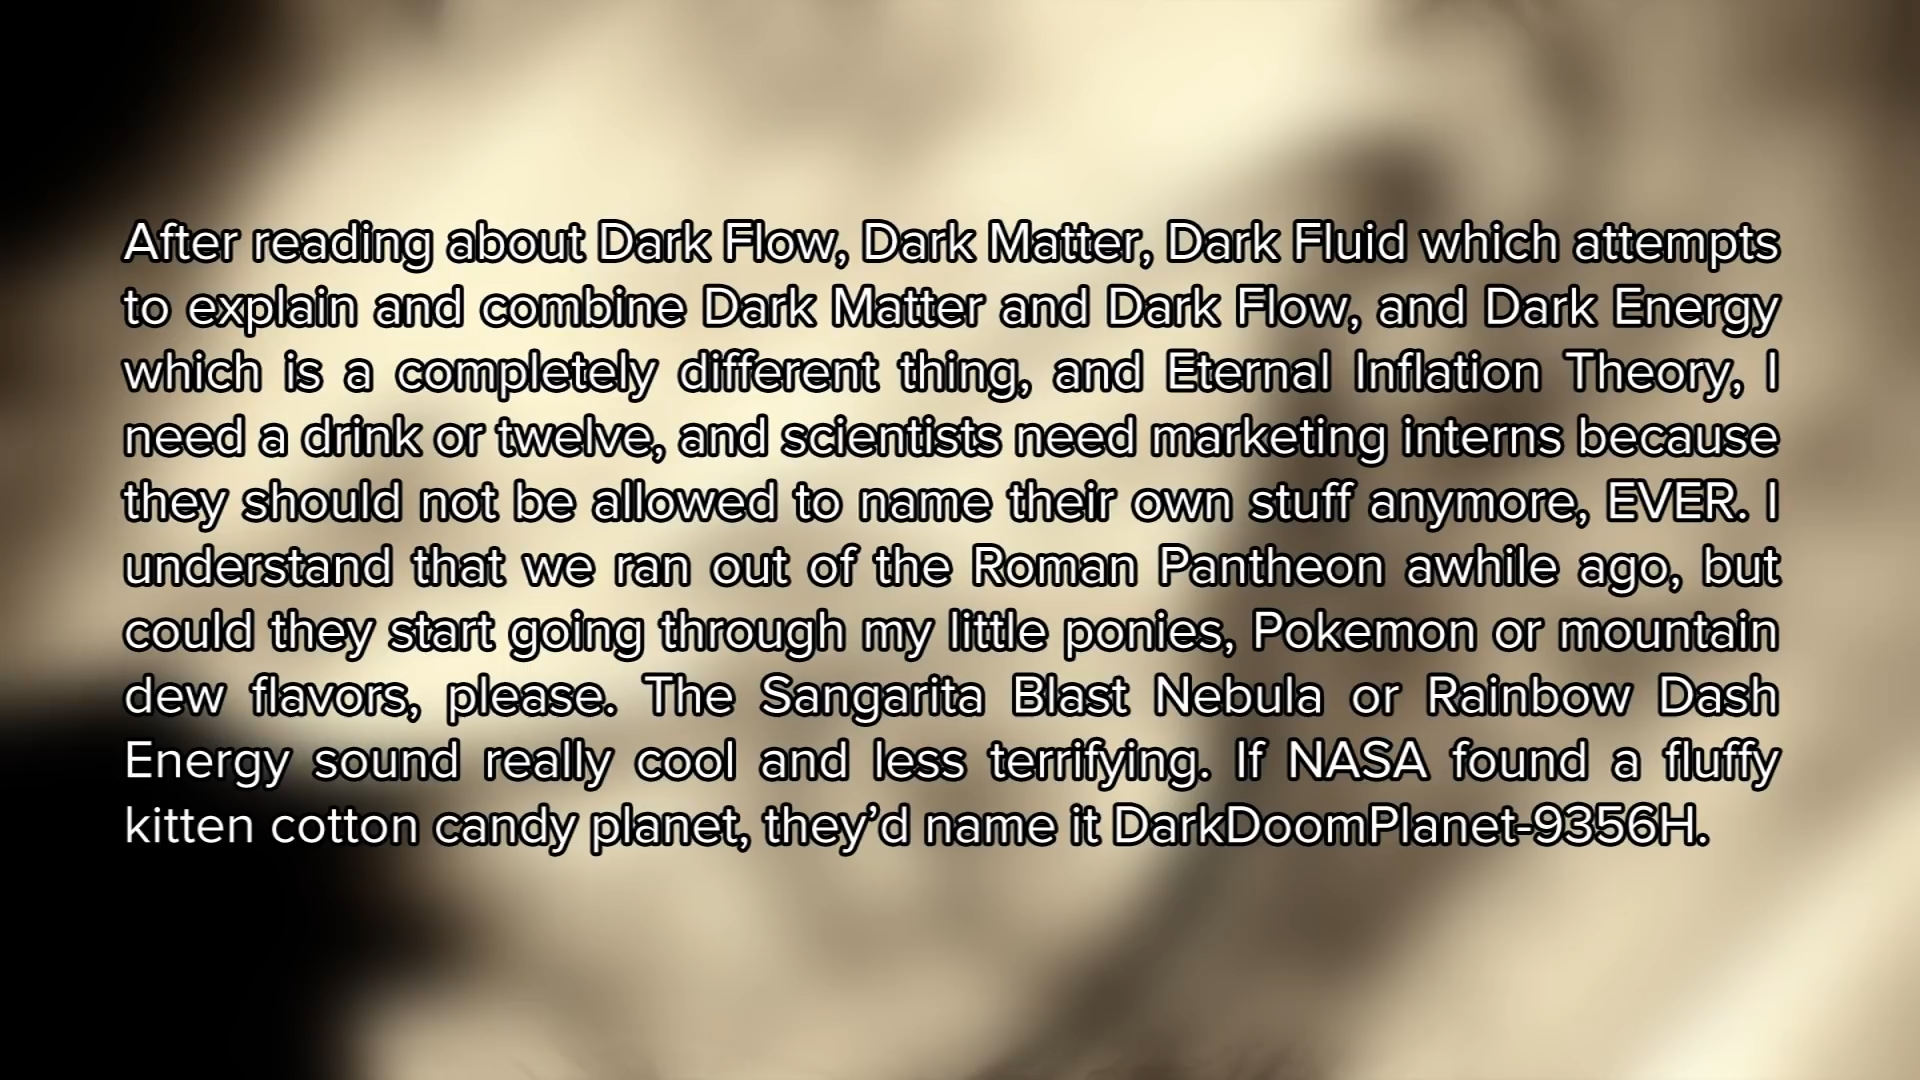 After reading about Dark Flow, Dark Matter, Dark Fluid which attempts
to explain and combine Dark Matter and Dark Flow, and Dark Energy
which is a completely different thing, and Eternal Inflation Theory, I
need a drink or twelve, and scientists need marketing interns because
they should not be allowed to name their own stuff anymore, EVER. I
understand that we ran out of the Roman Pantheon awhile ago, but
could they start going through my little ponies, Pokemon or mountain
dew flavors, please. The Sangarita Blast Nebula or Rainbow Dash
Energy sound really cool and less terrifying. If NASA found a fluffy
kitten cotton candy planet, they’d name it DarkDoomPlanet-9356H.